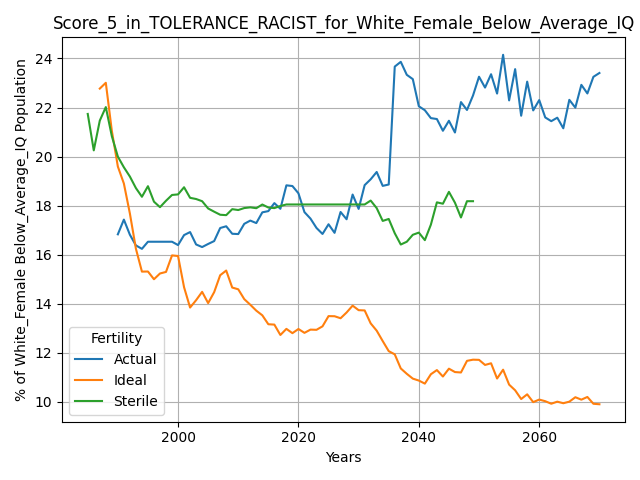 Score_5_in_TOLERANCE_RACIST_for_White_Female_Below_Average_IQ
% of White_Female Below_Average_IQ Population
24
22
20
18
16
14
12
10
Fertility
Actual
Ideal
Sterile
2000 2020 2040 2060
Years